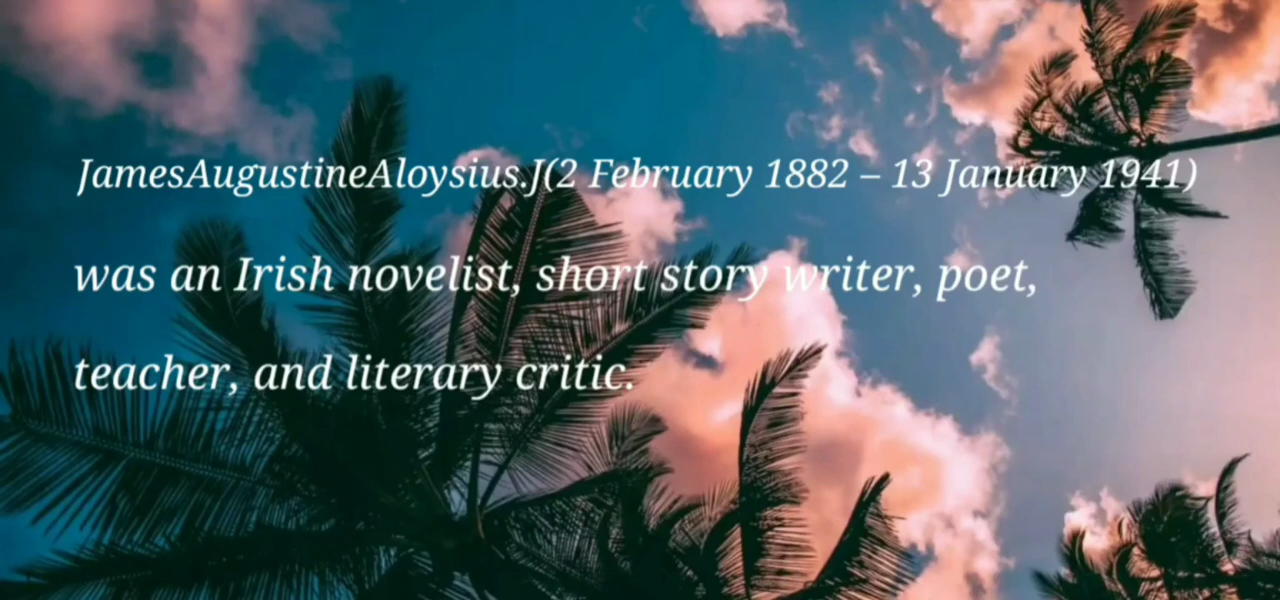 JamesAugustineAloysius.J(2 February 1882 – 13 January 1941)
was an Irish novelist, short story writer, poet,
teacher, and literary critic.